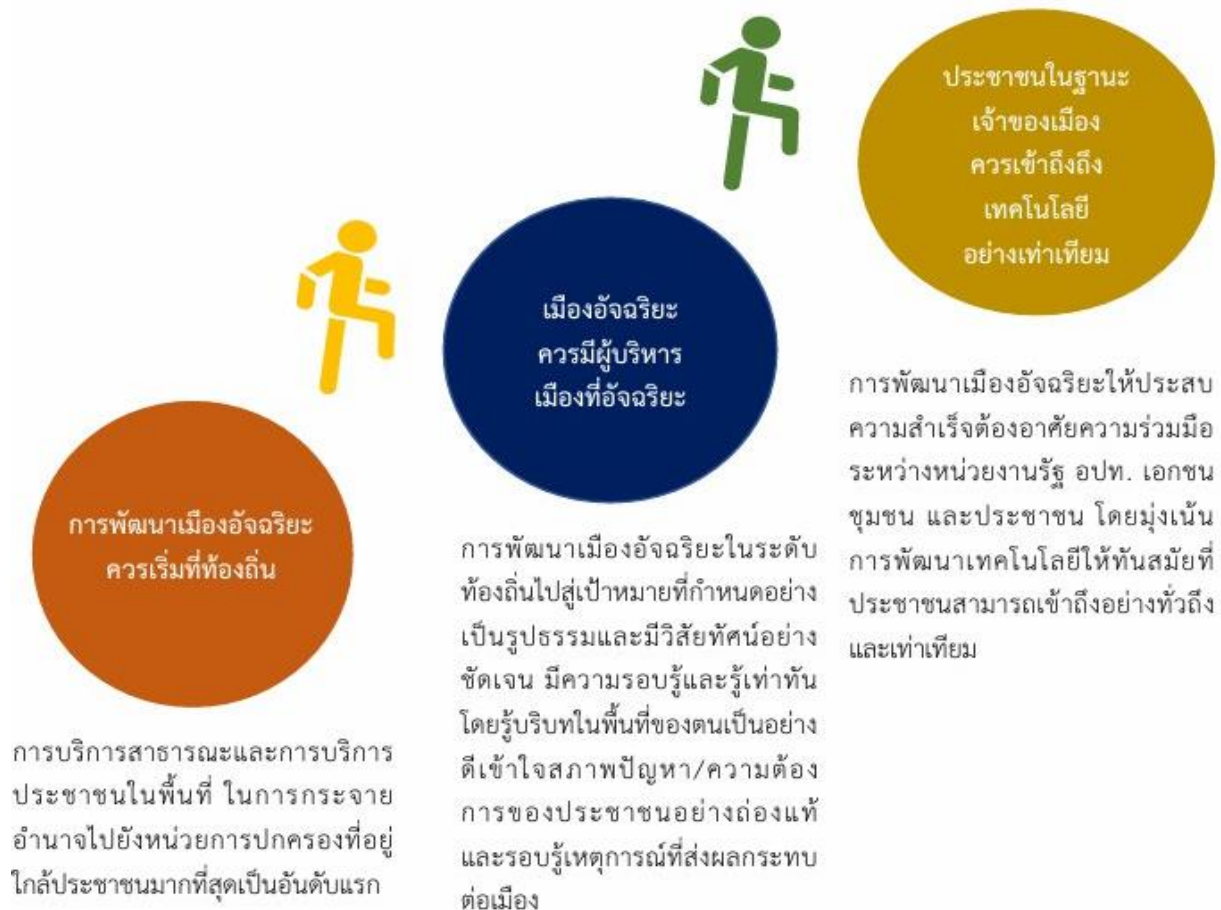 การพัฒนาเมืองอัจฉริยะ
ควรเริ่มที่ท้องถิ่น
การบริการสาธารณะและการบริการ
ประชาชนในพื้นที่ ในการกระจาย
อำนาจไปยังหน่วยการปกครองที่อยู่
ใกล้ประชาชนมากที่สุดเป็นอันดับแรก
เมืองอัจฉริยะ
ควรมีผู้บริหาร
เมืองที่อัจฉริยะ
การพัฒนาเมืองอัจฉริยะในระดับ
ท้องถิ่นไปสู่เป้าหมายที่กำหนดอย่าง
เป็นรูปธรรมและมีวิสัยทัศน์อย่าง
ชัดเจน มีความรอบรู้และรู้เท่าทัน
โดยรู้บริบทในพื้นที่ของตนเป็นอย่าง
ดีเข้าใจสภาพปัญหา/ความต้อง
การของประชาชนอย่างถ่องแท้
และรอบรู้เหตุการณ์ที่ส่งผลกระทบ
ต่อเมือง
ประชาชนในฐานะ
เจ้าของเมือง
ควรเข้าถึงถึง
เทคโนโลยี
อย่างเท่าเทียม
การพัฒนาเมืองอัจฉริยะให้ประสบ
ความสำเร็จต้องอาศัยความร่วมมือ
ระหว่างหน่วยงานรัฐ อปท. เอกชน
ชุมชน และประชาชน โดยมุ่งเน้น
การพัฒนาเทคโนโลยีให้ทันสมัยที่
ประชาชนสามารถเข้าถึงอย่างทั่วถึง
และเท่าเทียม